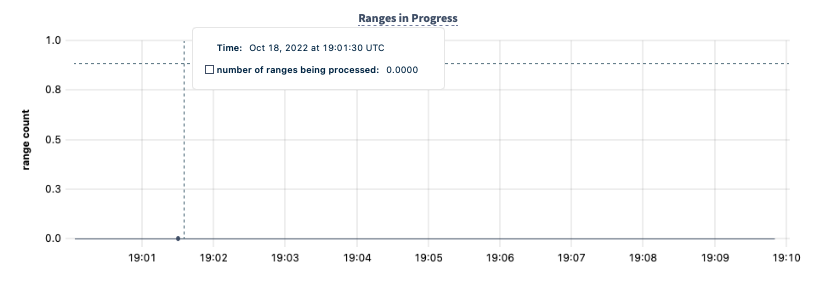 Ranges in Progress
Time: Oct 18, 2022 at 19:01:30 UTC
number of ranges being processed: 0.0000
range count
1.0
0.8
0.5
0.3
0.0
19:01 19:02 19:03 19:04 19:05 19:06 19:07 19:08 19:09 19:10